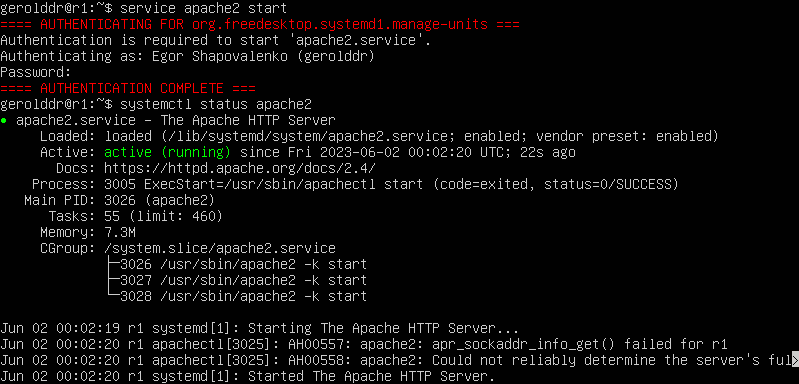 gerolddr@r1:~$ service apache2 start
==== AUTHENTICATING FOR org.freedesktop.systemd1.manage-units ===
Authentication is required to start 'apache2.service'.
Authenticating as: Egor Shapovalenko (gerolddr)
Password:
==== AUTHENTICATION COMPLETE ===
gerolddr@r1:~$ systemctl status apache2
● apache2.service - The Apache HTTP Server
Loaded: loaded (/lib/systemd/system/apache2.service; enabled; vendor preset: enabled)
Active: active (running) since Fri 2023-06-02 00:02:20 UTC; 22s ago
Docs: https://httpd.apache.org/docs/2.4/
Process: 3005 ExecStart=/usr/sbin/apachectl start (code=exited, status=0/SUCCESS)
Main PID: 3026 (apache2)
Tasks: 55 (limit: 460)
Memory: 7.3M
CGroup: /system.slice/apache2.service
├─3026 /usr/sbin/apache2 -k start
├─3027 /usr/sbin/apache2 -k start
└─3028 /usr/sbin/apache2 -k start
Jun 02 00:02:19 r1 systemd[1]: Starting The Apache HTTP Server...
Jun 02 00:02:20 r1 apachectl[3025]: AH00557: apache2: apr_sockaddr_info_get() failed for r1
Jun 02 00:02:20 r1 apachectl[3025]: AH00558: apache2: Could not reliably determine the server's ful>
Jun 02 00:02:20 r1 systemd[1]: Started The Apache HTTP Server.